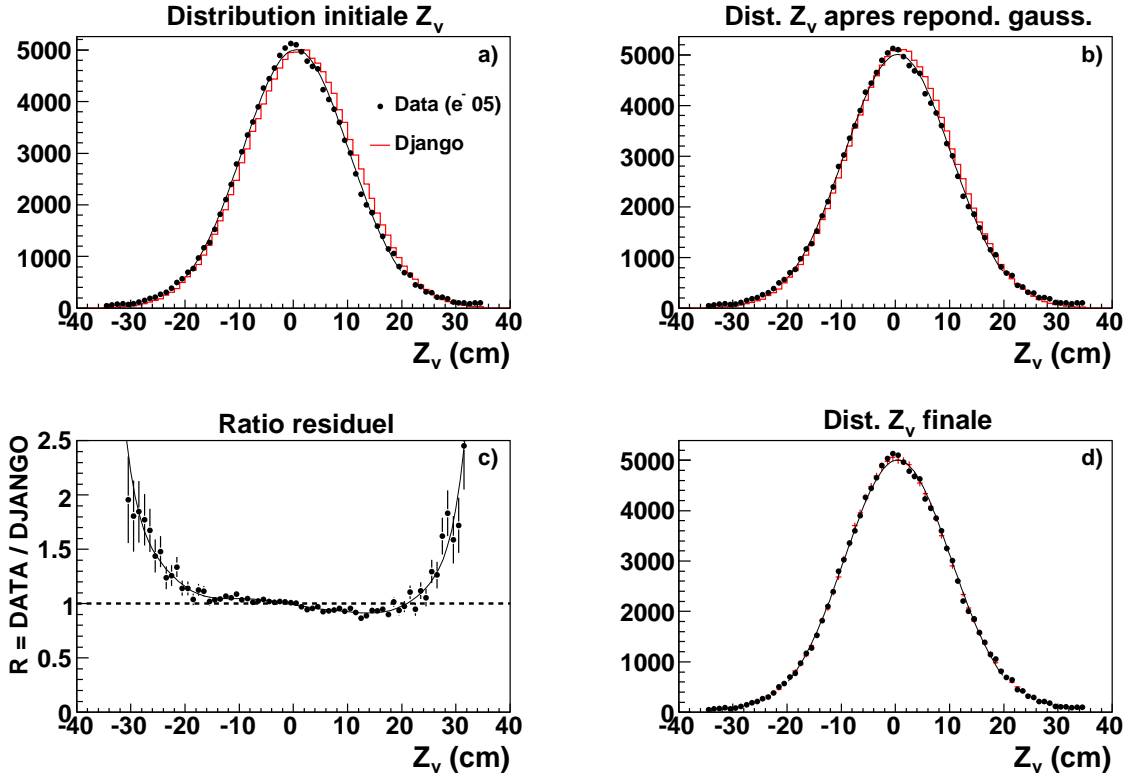 Distribution initiale Z_v
a)
Data (e⁻ 05)
Django
5000
4000
3000
2000
1000
0
-40 -30 -20 -10 0 10 20 30 40
Z_v (cm)
Dist. Z_v apres repond. gauss.
b)
5000
4000
3000
2000
1000
0
-40 -30 -20 -10 0 10 20 30 40
Z_v (cm)
Ratio residuel
c)
R = DATA / DJANGO
2.5
2
1.5
1
0.5
0
-40 -30 -20 -10 0 10 20 30 40
Z_v (cm)
Dist. Z_v finale
d)
5000
4000
3000
2000
1000
0
-40 -30 -20 -10 0 10 20 30 40
Z_v (cm)